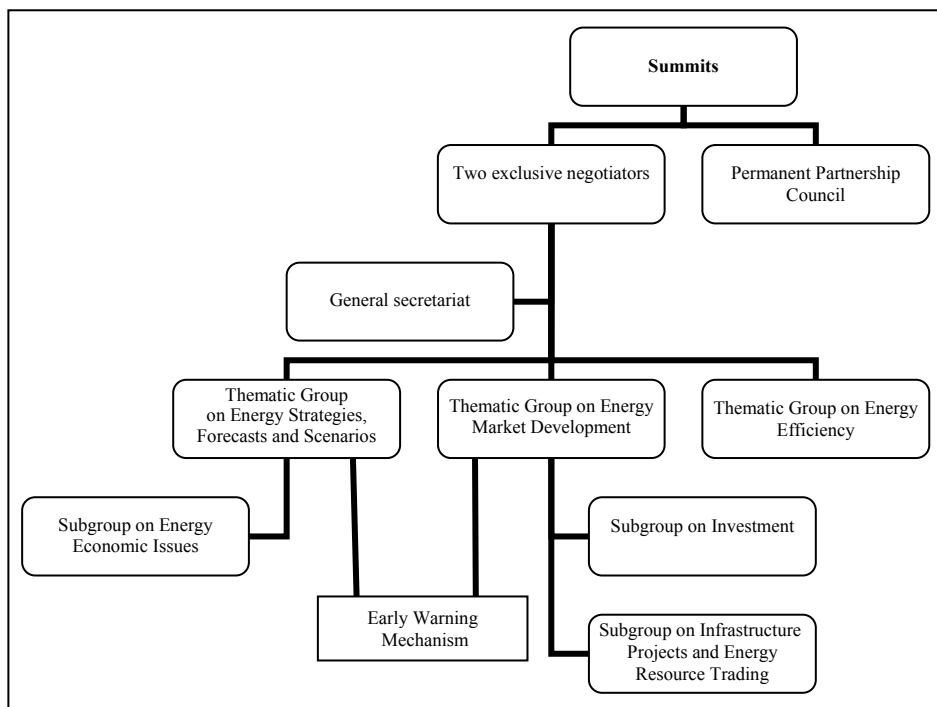 Summits
Two exclusive negotiators
Permanent Partnership
Council
General secretariat
Thematic Group
on Energy Strategies,
Forecasts and Scenarios
Thematic Group on Energy
Market Development
Thematic Group on Energy
Efficiency
Subgroup on Energy
Economic Issues
Subgroup on Investment
Early Warning
Mechanism
Subgroup on Infrastructure
Projects and Energy
Resource Trading